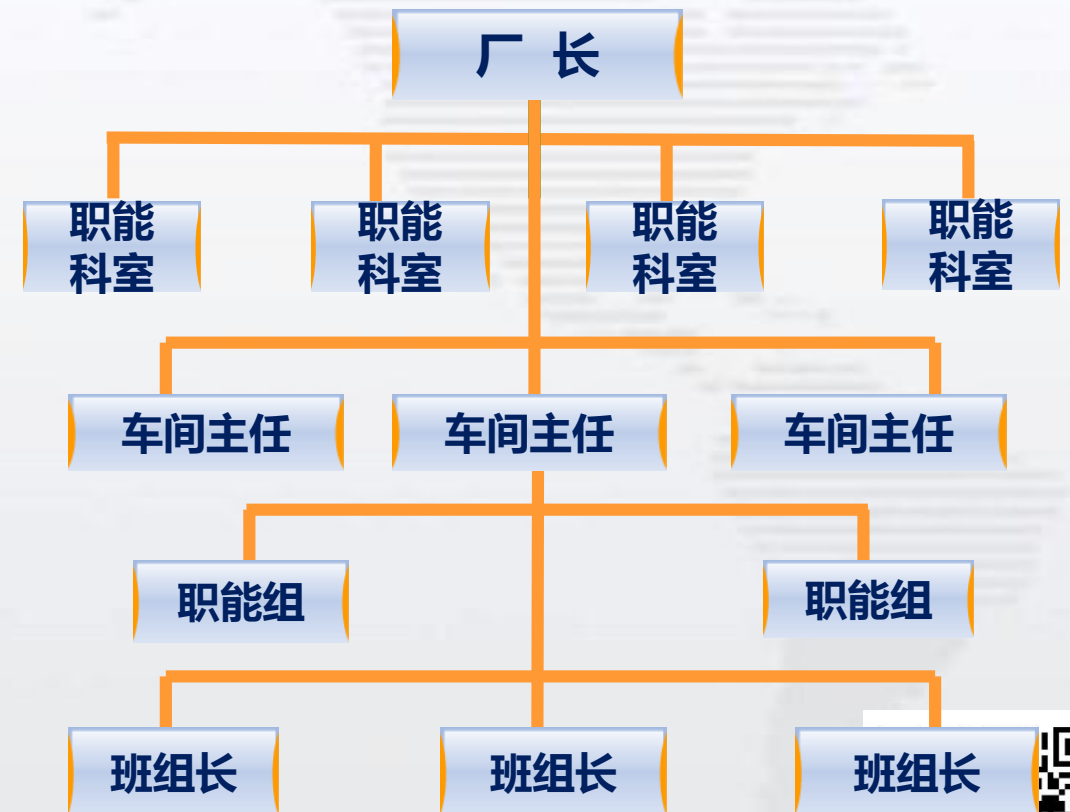 厂 长
职能
科室
职能
科室
职能
科室
职能
科室
车间主任
车间主任
车间主任
职能组
职能组
班组长
班组长
班组长